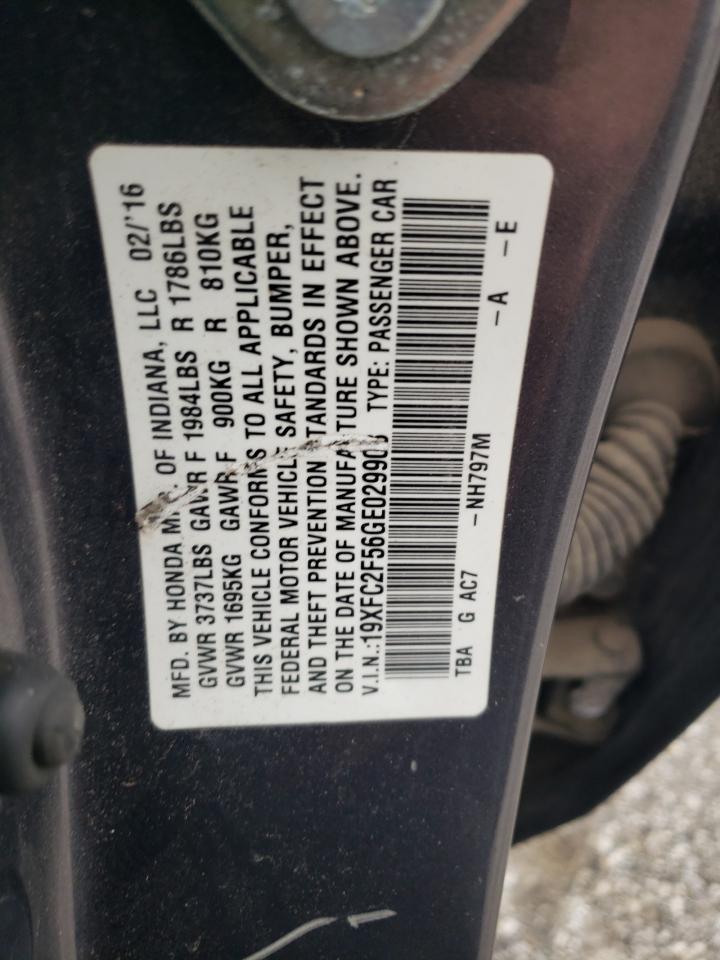 MFD. BY HONDA MFG. OF INDIANA, LLC 02/'16
GVWR 3737LBS GAWR F 1984LBS R 1786LBS
GVWR 1695KG GAWR F 900KG R 810KG
THIS VEHICLE CONFORMS TO ALL APPLICABLE
FEDERAL MOTOR VEHICLE SAFETY, BUMPER,
AND THEFT PREVENTION STANDARDS IN EFFECT
ON THE DATE OF MANUFACTURE SHOWN ABOVE.
V.I.N.: TYPE: PASSENGER CAR
TBA G AC7 -NH797M -A -E